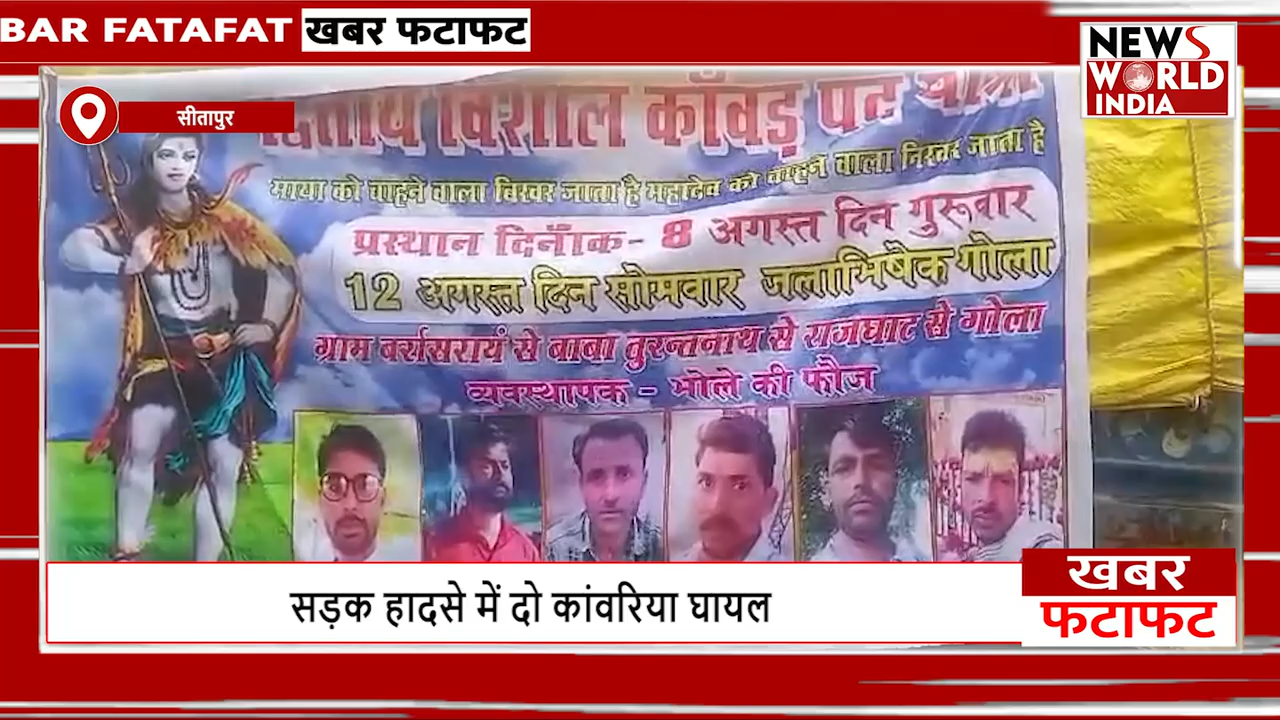 BAR FATAFAT खबर फटाफट
NEWS
WORLD
INDIA
सीतापुर
द्वितीय विशाल काँवड़ पद यात्रा
माया को चाहने वाला बिखर जाता है महादेव को चाहने वाला निखर जाता है
प्रस्थान दिनाँक- 8 अगस्त दिन गुरूवार
12 अगस्त दिन सोमवार जलाभिषेक गोला
ग्राम बर्रासरायं से बाबा तुरन्तनाथ से राजघाट से गोला
व्यवस्थापक - भोले की फौज
सड़क हादसे में दो कांवरिया घायल
खबर
फटाफट